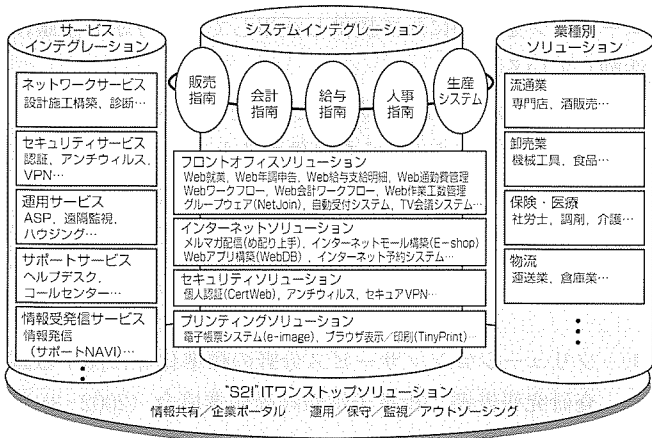 サービス
インテグレーション
ネットワークサービス
設計施工構築、診断…
セキュリティサービス
認証、アンチウィルス、
VPN…
運用サービス
ASP、遠隔監視、
ハウジング…
サポートサービス
ヘルプデスク、
コールセンター…
情報受発信サービス
情報発信
(サポートNAVI)…
システムインテグレーション
販売
指南
会計
指南
給与
指南
人事
指南
生産
システム
フロントオフィスソリューション
Web就業、Web年調申告、Web給与支給明細、Web通勤費管理
Webワークフロー、Web会計ワークフロー、Web作業工数管理
グループウェア(NetJoin)、自動受付システム、TV会議システム…
インターネットソリューション
メルマガ配信(め配り上手)、インターネットモール構築(E-shop)
Webアプリ構築(WebDB)、インターネット予約システム…
セキュリティソリューション
個人認証(CertWeb)、アンチウィルス、セキュアVPN…
プリンティングソリューション
電子帳票システム(e-image)、ブラウザ表示/印刷(TinyPrint)…
業種別
ソリューション
流通業
専門店、酒販売…
卸売業
機械工具、食品…
保険・医療
社労士、調剤、介護…
物流
運送業、倉庫業…
"S2I"ITワンストップソリューション
情報共有/企業ポータル 運用/保守/監視/アウトソーシング